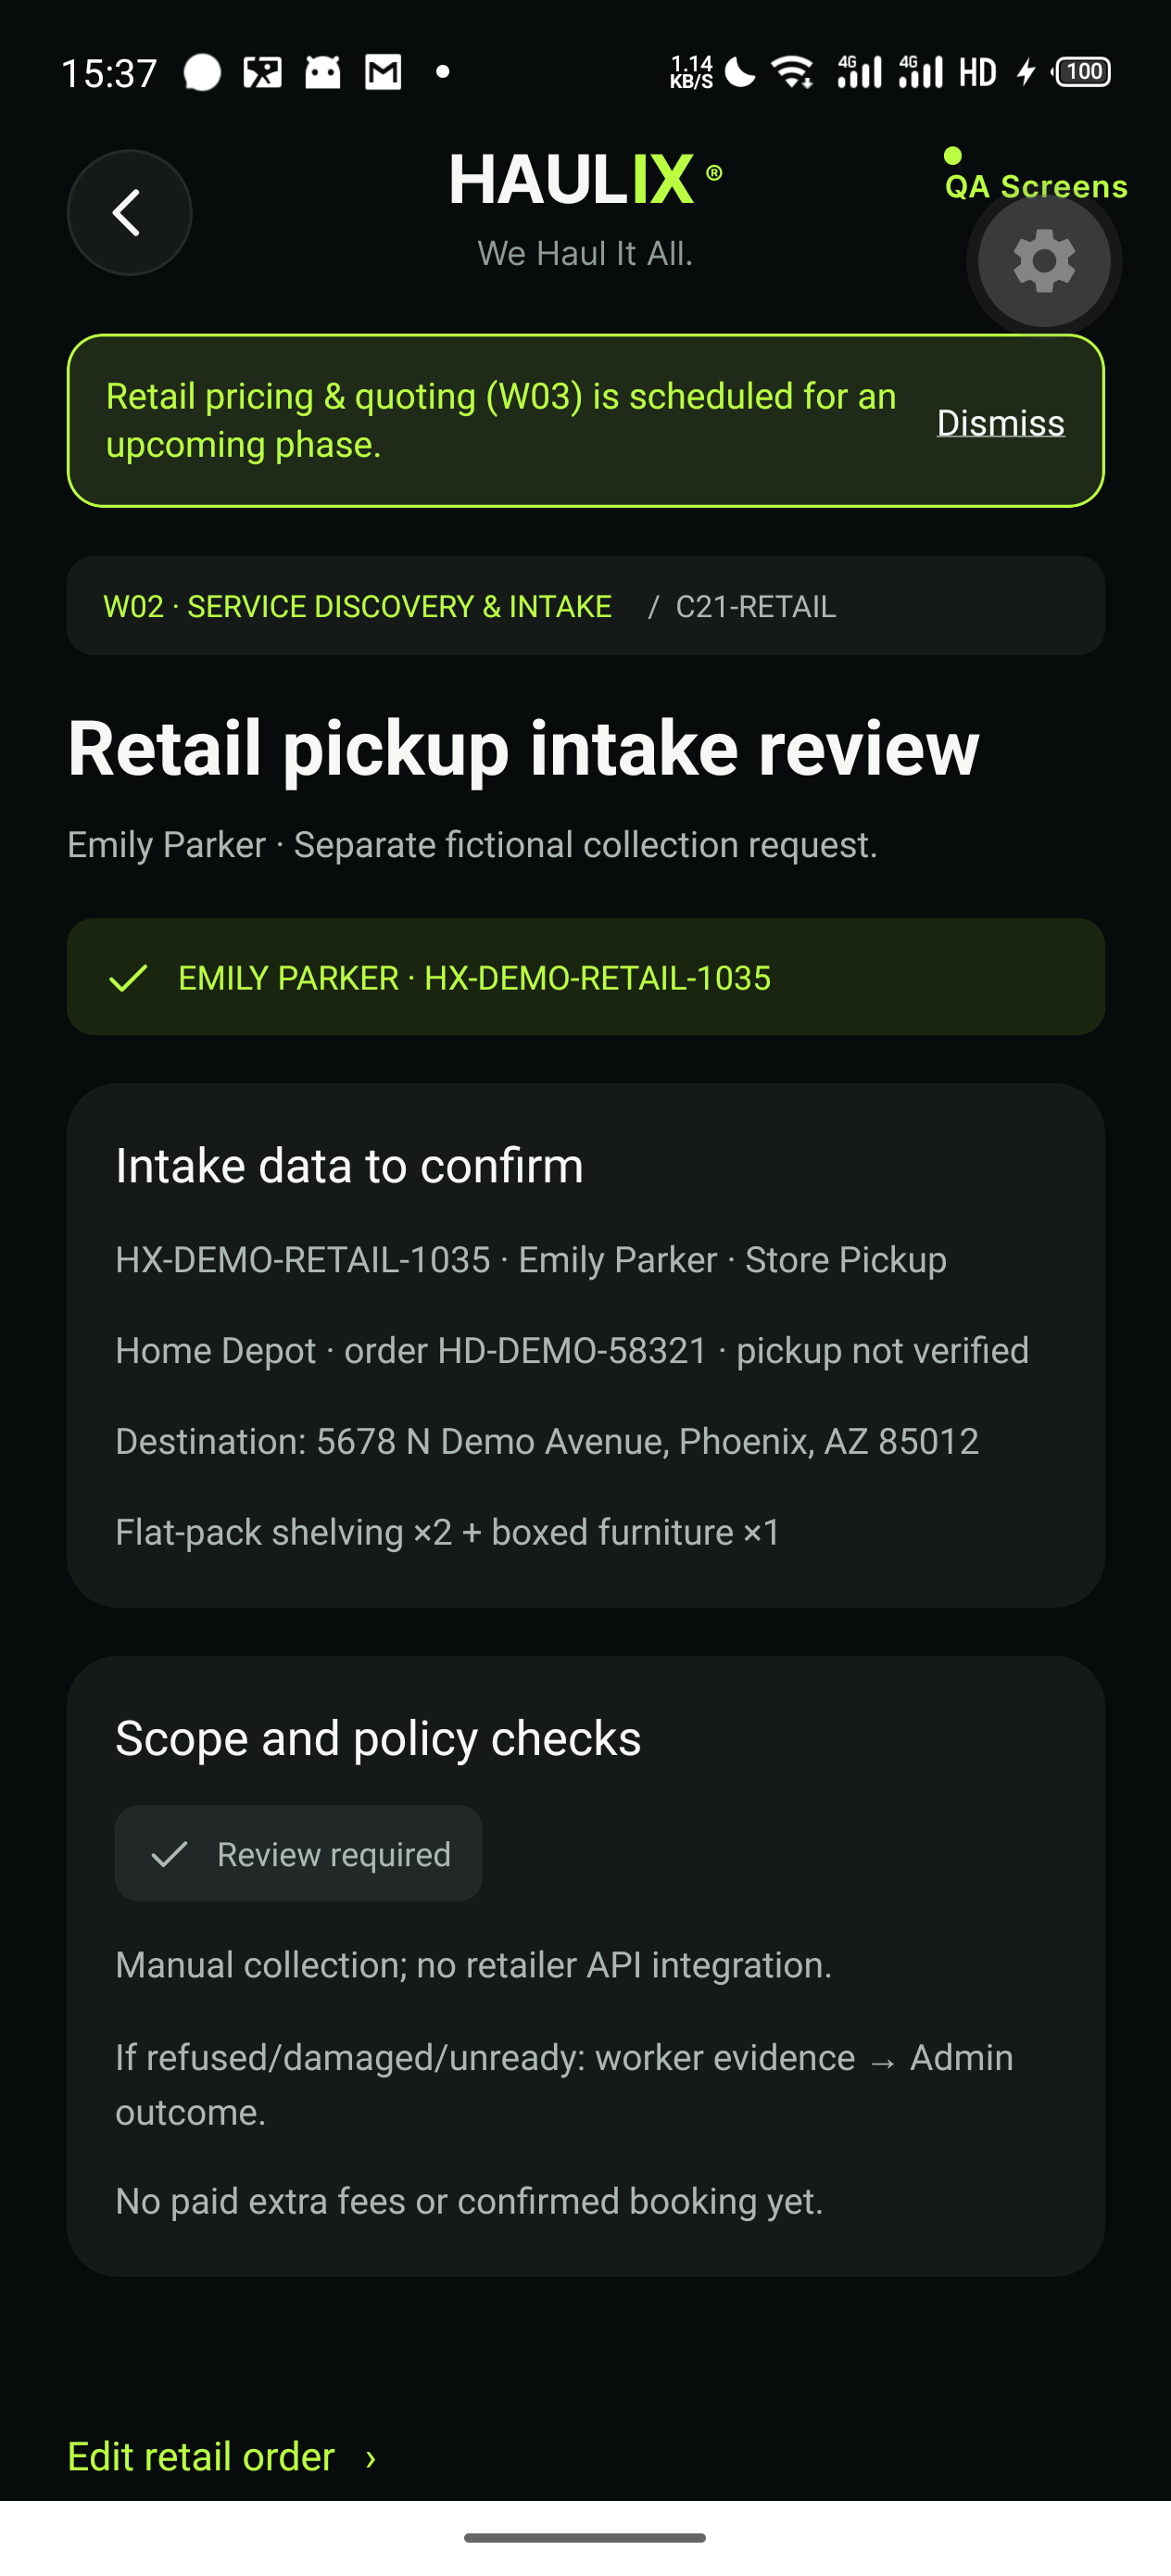 15:37
1.14 KB/S
4G
4G
HD
100
HAULIX®
We Haul It All.
QA Screens
Retail pricing & quoting (W03) is scheduled for an
upcoming phase.
Dismiss
W02 · SERVICE DISCOVERY & INTAKE / C21-RETAIL
Retail pickup intake review
Emily Parker · Separate fictional collection request.
EMILY PARKER · HX-DEMO-RETAIL-1035
Intake data to confirm
HX-DEMO-RETAIL-1035 · Emily Parker · Store Pickup
Home Depot · order HD-DEMO-58321 · pickup not verified
Destination: 5678 N Demo Avenue, Phoenix, AZ 85012
Flat-pack shelving ×2 + boxed furniture ×1
Scope and policy checks
Review required
Manual collection; no retailer API integration.
If refused/damaged/unready: worker evidence → Admin
outcome.
No paid extra fees or confirmed booking yet.
Edit retail order ›